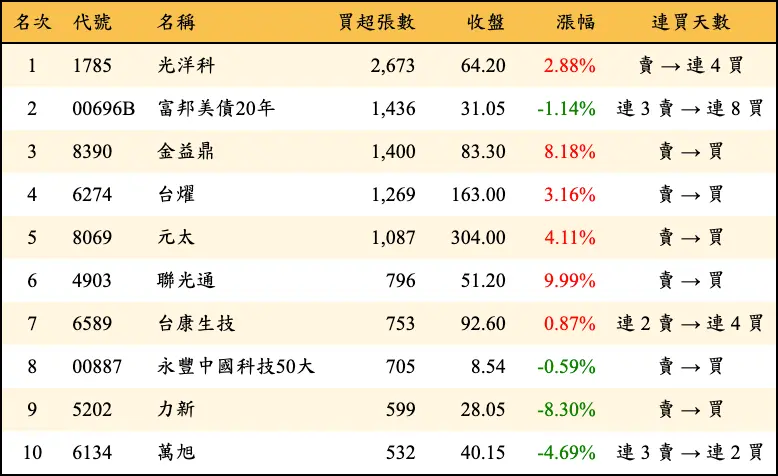 名次 代號 名稱 買超張數 收盤 漲幅 連買天數
1 1785 光洋科 2,673 64.20 2.88% 賣 → 連 4 買
2 00696B 富邦美債20年 1,436 31.05 -1.14% 連 3 賣 → 連 8 買
3 8390 金益鼎 1,400 83.30 8.18% 賣 → 買
4 6274 台燿 1,269 163.00 3.16% 賣 → 買
5 8069 元太 1,087 304.00 4.11% 賣 → 買
6 4903 聯光通 796 51.20 9.99% 賣 → 買
7 6589 台康生技 753 92.60 0.87% 連 2 賣 → 連 4 買
8 00887 永豐中國科技50大 705 8.54 -0.59% 賣 → 買
9 5202 力新 599 28.05 -8.30% 賣 → 買
10 6134 萬旭 532 40.15 -4.69% 連 3 賣 → 連 2 買